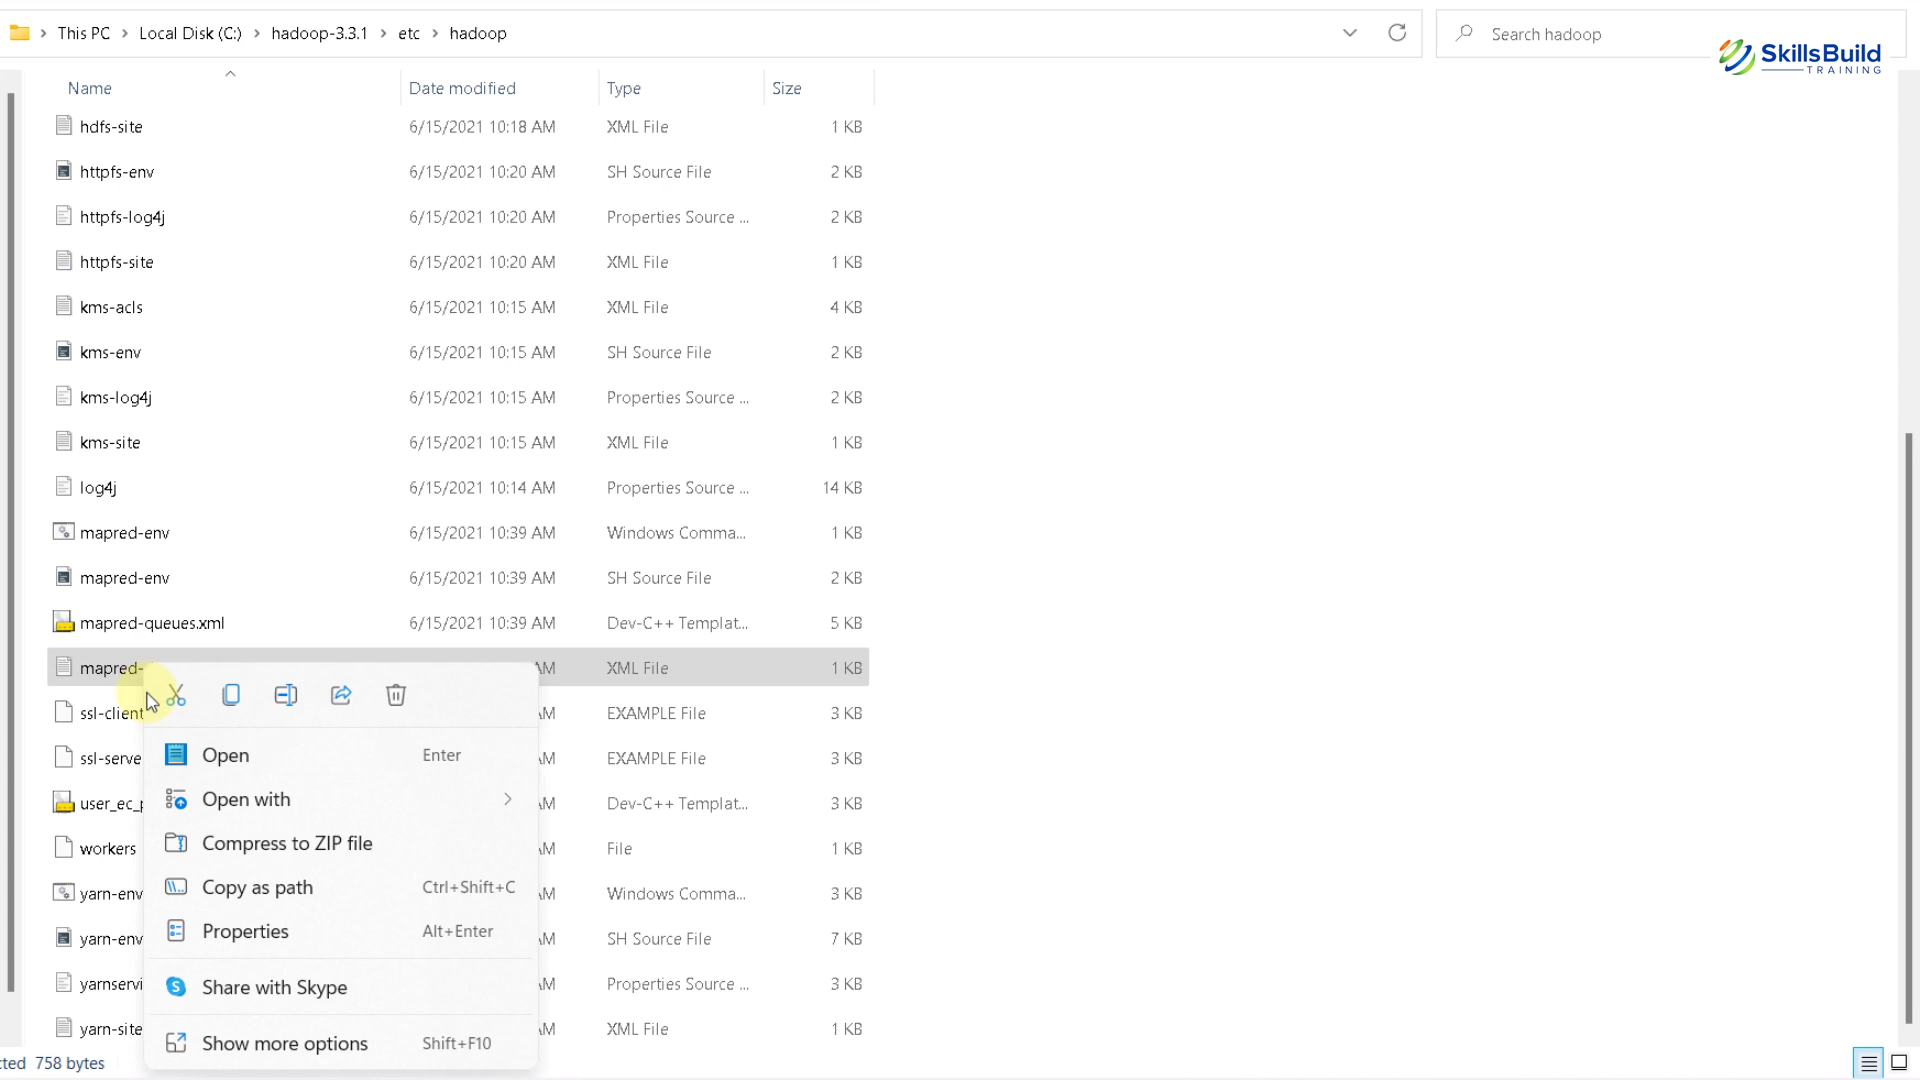 This PC > Local Disk (C:) > hadoop-3.3.1 > etc > hadoop
Search hadoop
SkillsBuild
TRAINING
Name Date modified Type Size
hdfs-site 6/15/2021 10:18 AM XML File 1 KB
httpfs-env 6/15/2021 10:20 AM SH Source File 2 KB
httpfs-log4j 6/15/2021 10:20 AM Properties Source ... 2 KB
httpfs-site 6/15/2021 10:20 AM XML File 1 KB
kms-acls 6/15/2021 10:15 AM XML File 4 KB
kms-env 6/15/2021 10:15 AM SH Source File 2 KB
kms-log4j 6/15/2021 10:15 AM Properties Source ... 2 KB
kms-site 6/15/2021 10:15 AM XML File 1 KB
log4j 6/15/2021 10:14 AM Properties Source ... 14 KB
mapred-env 6/15/2021 10:39 AM Windows Comma... 1 KB
mapred-env 6/15/2021 10:39 AM SH Source File 2 KB
mapred-queues.xml 6/15/2021 10:39 AM Dev-C++ Templat... 5 KB
mapred- AM XML File 1 KB
ssl-client AM EXAMPLE File 3 KB
ssl-serve AM EXAMPLE File 3 KB
user_ec_p AM Dev-C++ Templat... 3 KB
workers AM File 1 KB
yarn-env AM Windows Comma... 3 KB
yarn-env AM SH Source File 7 KB
yarnservi AM Properties Source ... 3 KB
yarn-site AM XML File 1 KB
Open Enter
Open with
Compress to ZIP file
Copy as path Ctrl+Shift+C
Properties Alt+Enter
Share with Skype
Show more options Shift+F10
cted 758 bytes